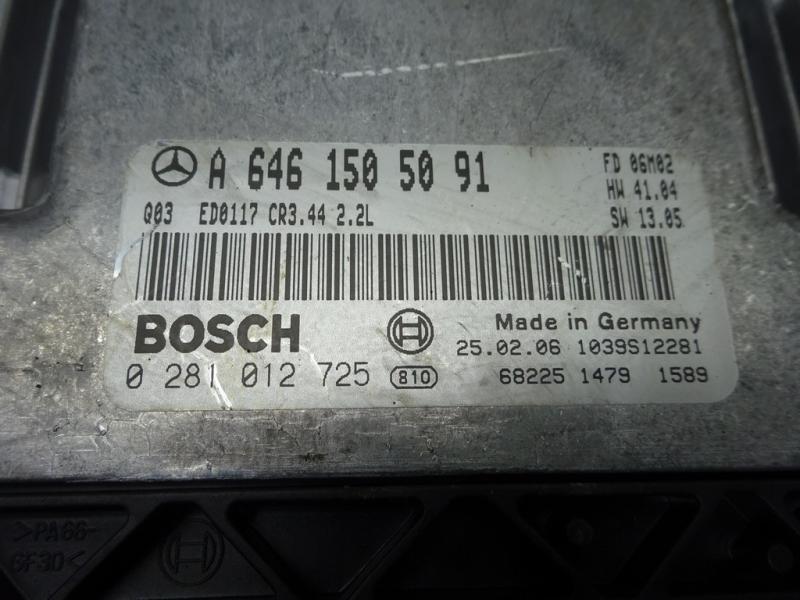 A 646 150 50 91
FD 06M02
HW 41.04
Q03 ED0117 CR3.44 2.2L
SW 13.05
BOSCH
Made in Germany
25.02.06 1039S12281
0 281 012 725 810
68225 1479 1589
>PA66-
GF30<